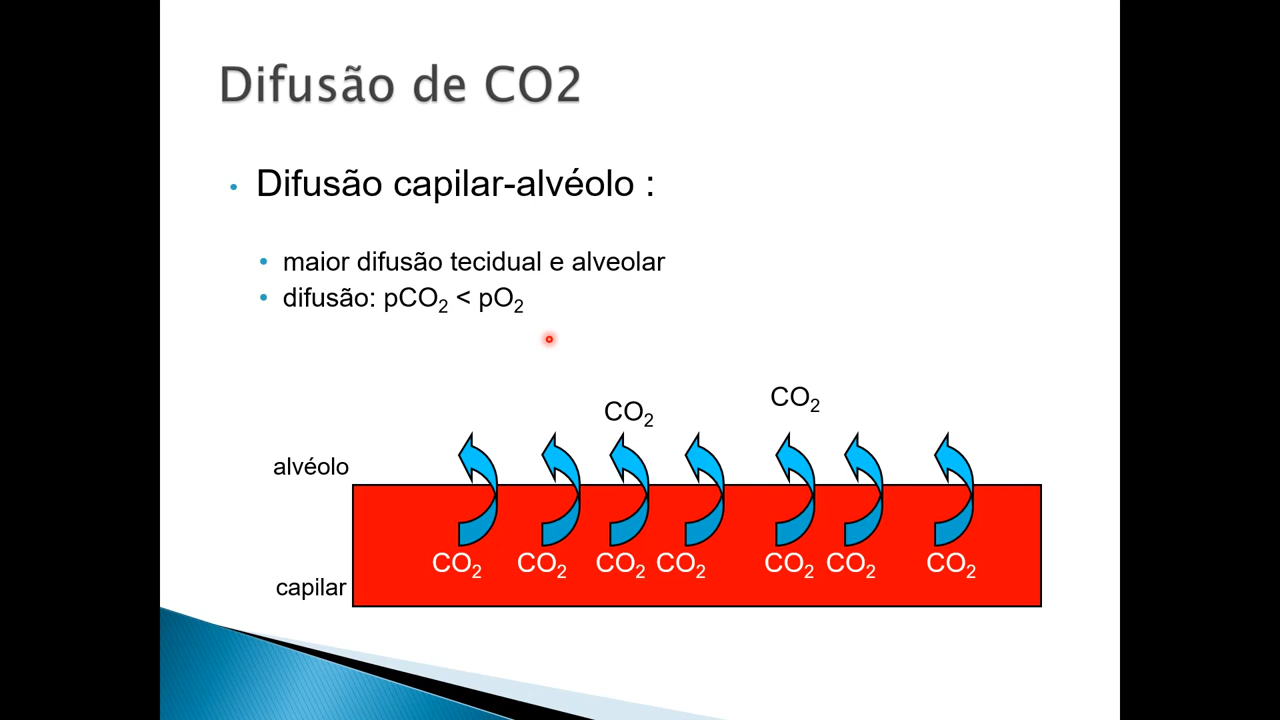 Difusão de CO2
• Difusão capilar-alvéolo :
• maior difusão tecidual e alveolar
• difusão: pCO₂ < pO₂
CO₂
CO₂
alvéolo
CO₂ CO₂ CO₂ CO₂ CO₂ CO₂ CO₂
capilar